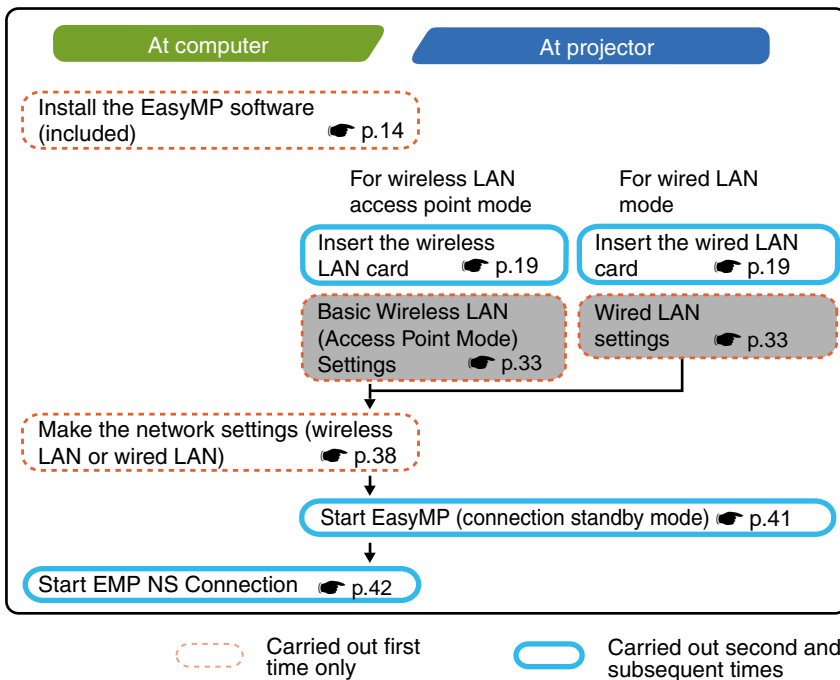 At computer
At projector
Install the EasyMP software
(included) p.14
For wireless LAN
access point mode
For wired LAN
mode
Insert the wireless
LAN card p.19
Insert the wired LAN
card p.19
Basic Wireless LAN
(Access Point Mode)
Settings p.33
Wired LAN
settings p.33
Make the network settings (wireless
LAN or wired LAN) p.38
Start EasyMP (connection standby mode) p.41
Start EMP NS Connection p.42
Carried out first
time only
Carried out second and
subsequent times